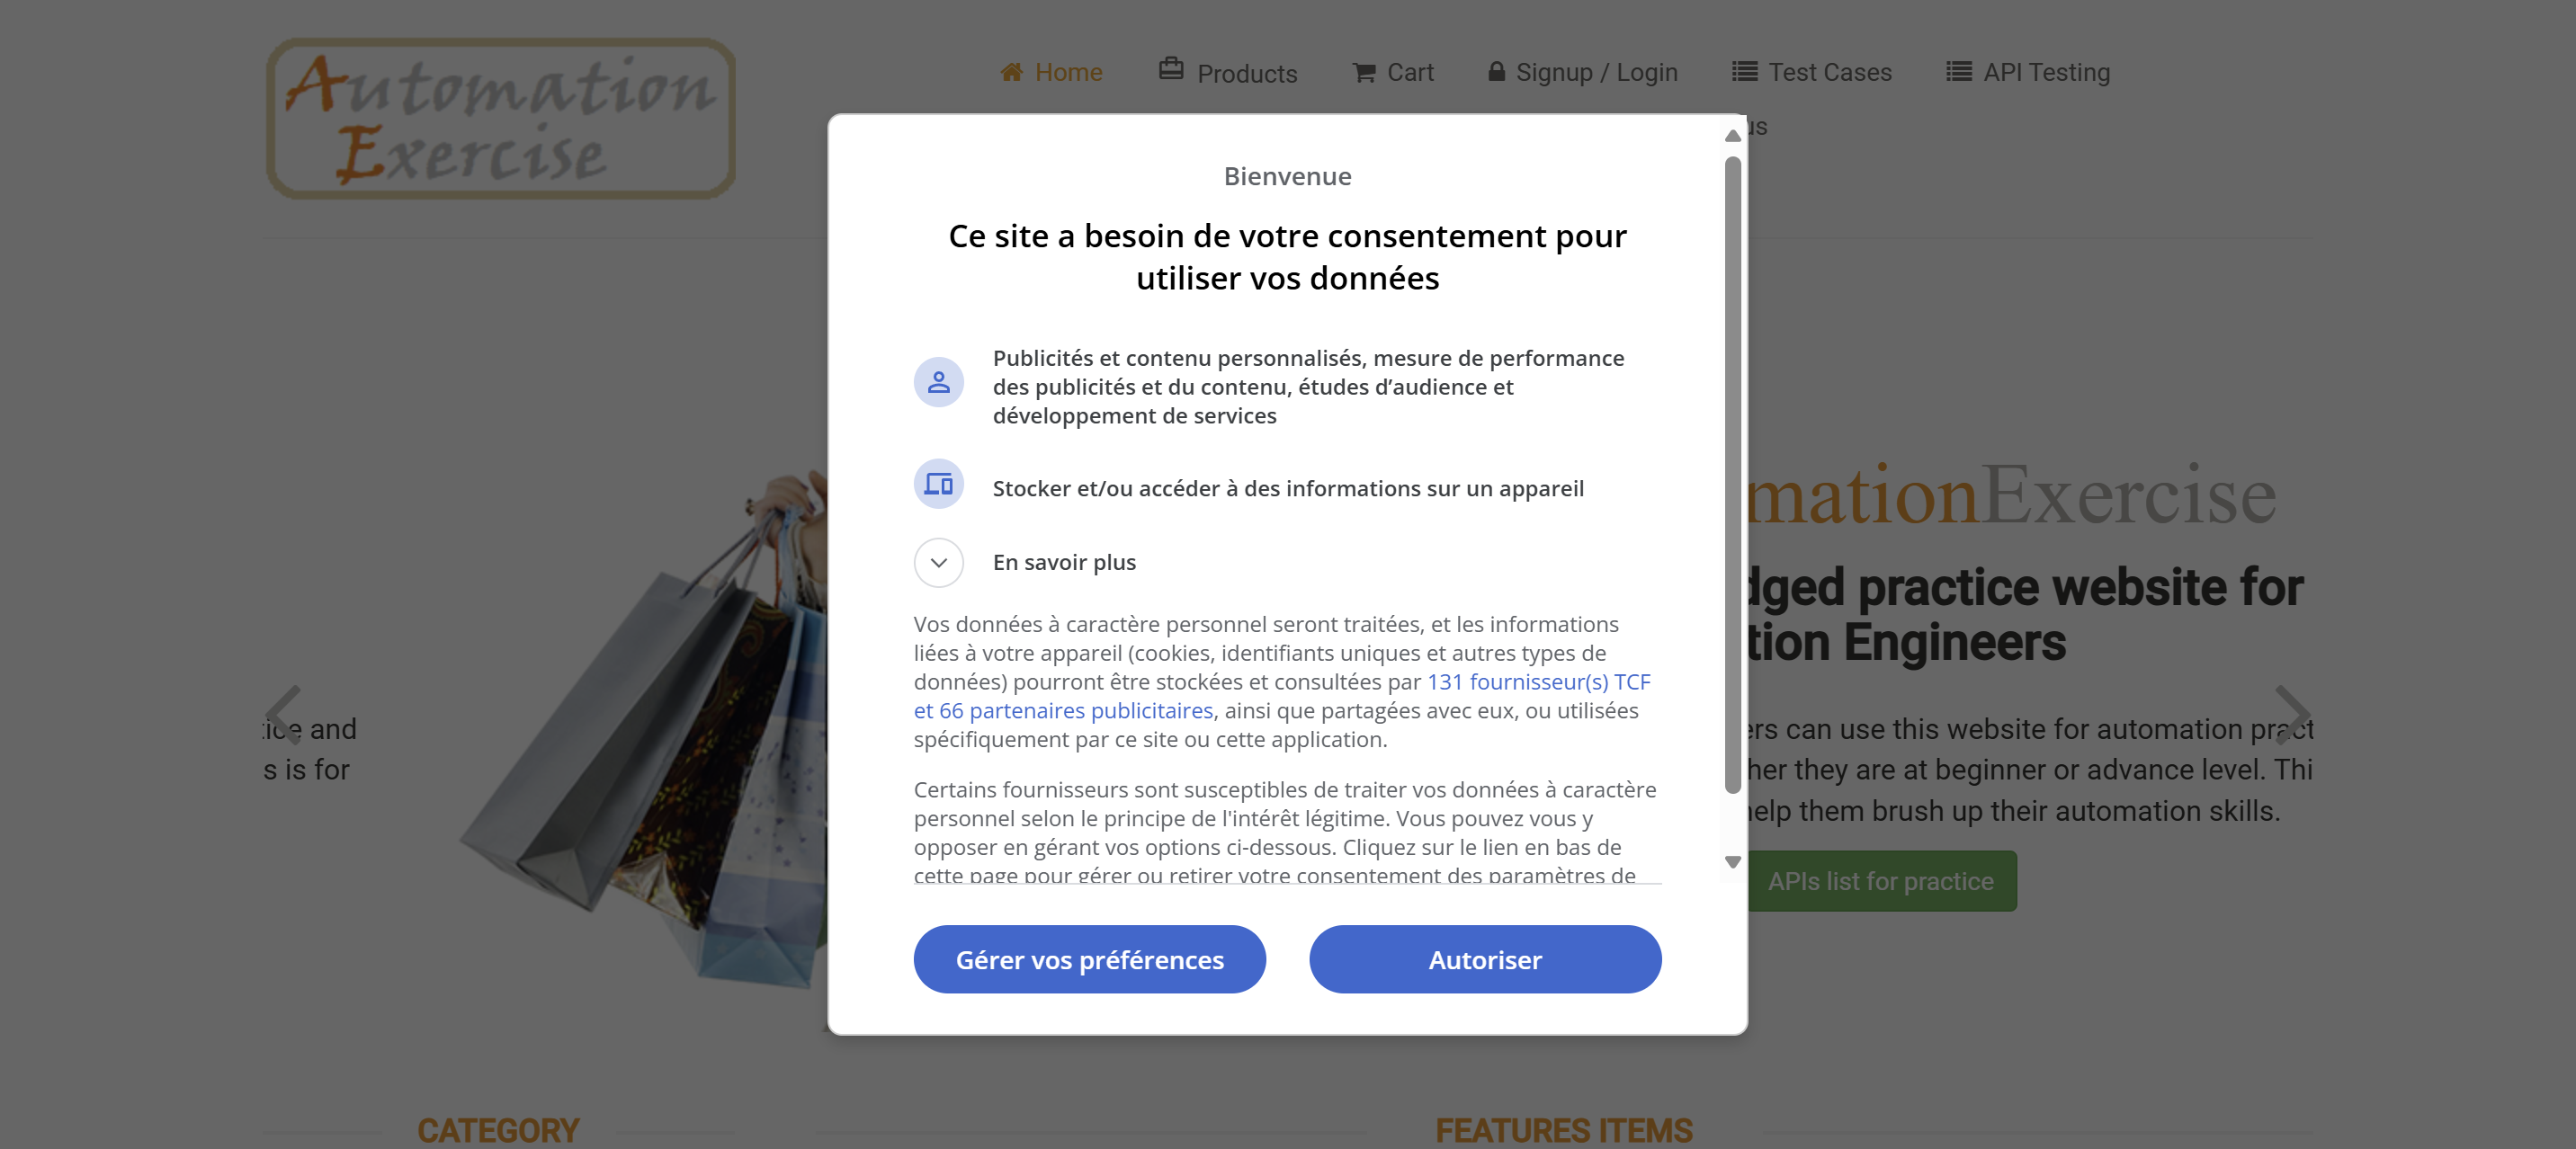 Automation
Exercise
Home Products Cart Signup / Login Test Cases API Testing
us
Bienvenue
Ce site a besoin de votre consentement pour
utiliser vos données
Publicités et contenu personnalisés, mesure de performance
des publicités et du contenu, études d’audience et
développement de services
Stocker et/ou accéder à des informations sur un appareil
En savoir plus
Vos données à caractère personnel seront traitées, et les informations
liées à votre appareil (cookies, identifiants uniques et autres types de
données) pourront être stockées et consultées par 131 fournisseur(s) TCF
et 66 partenaires publicitaires, ainsi que partagées avec eux, ou utilisées
spécifiquement par ce site ou cette application.
Certains fournisseurs sont susceptibles de traiter vos données à caractère
personnel selon le principe de l'intérêt légitime. Vous pouvez vous y
opposer en gérant vos options ci-dessous. Cliquez sur le lien en bas de
cette page pour gérer ou retirer votre consentement des paramètres de
Gérer vos préférences
Autoriser
tice and
s is for
mationExercise
dged practice website for
tion Engineers
ers can use this website for automation pract
her they are at beginner or advance level. Thi
help them brush up their automation skills.
APIs list for practice
CATEGORY
FEATURES ITEMS